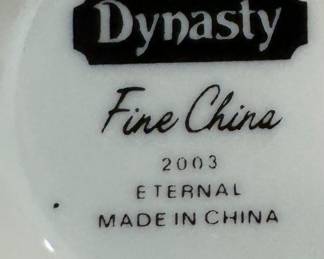 Dynasty
Fine China
2003
ETERNAL
MADE IN CHINA